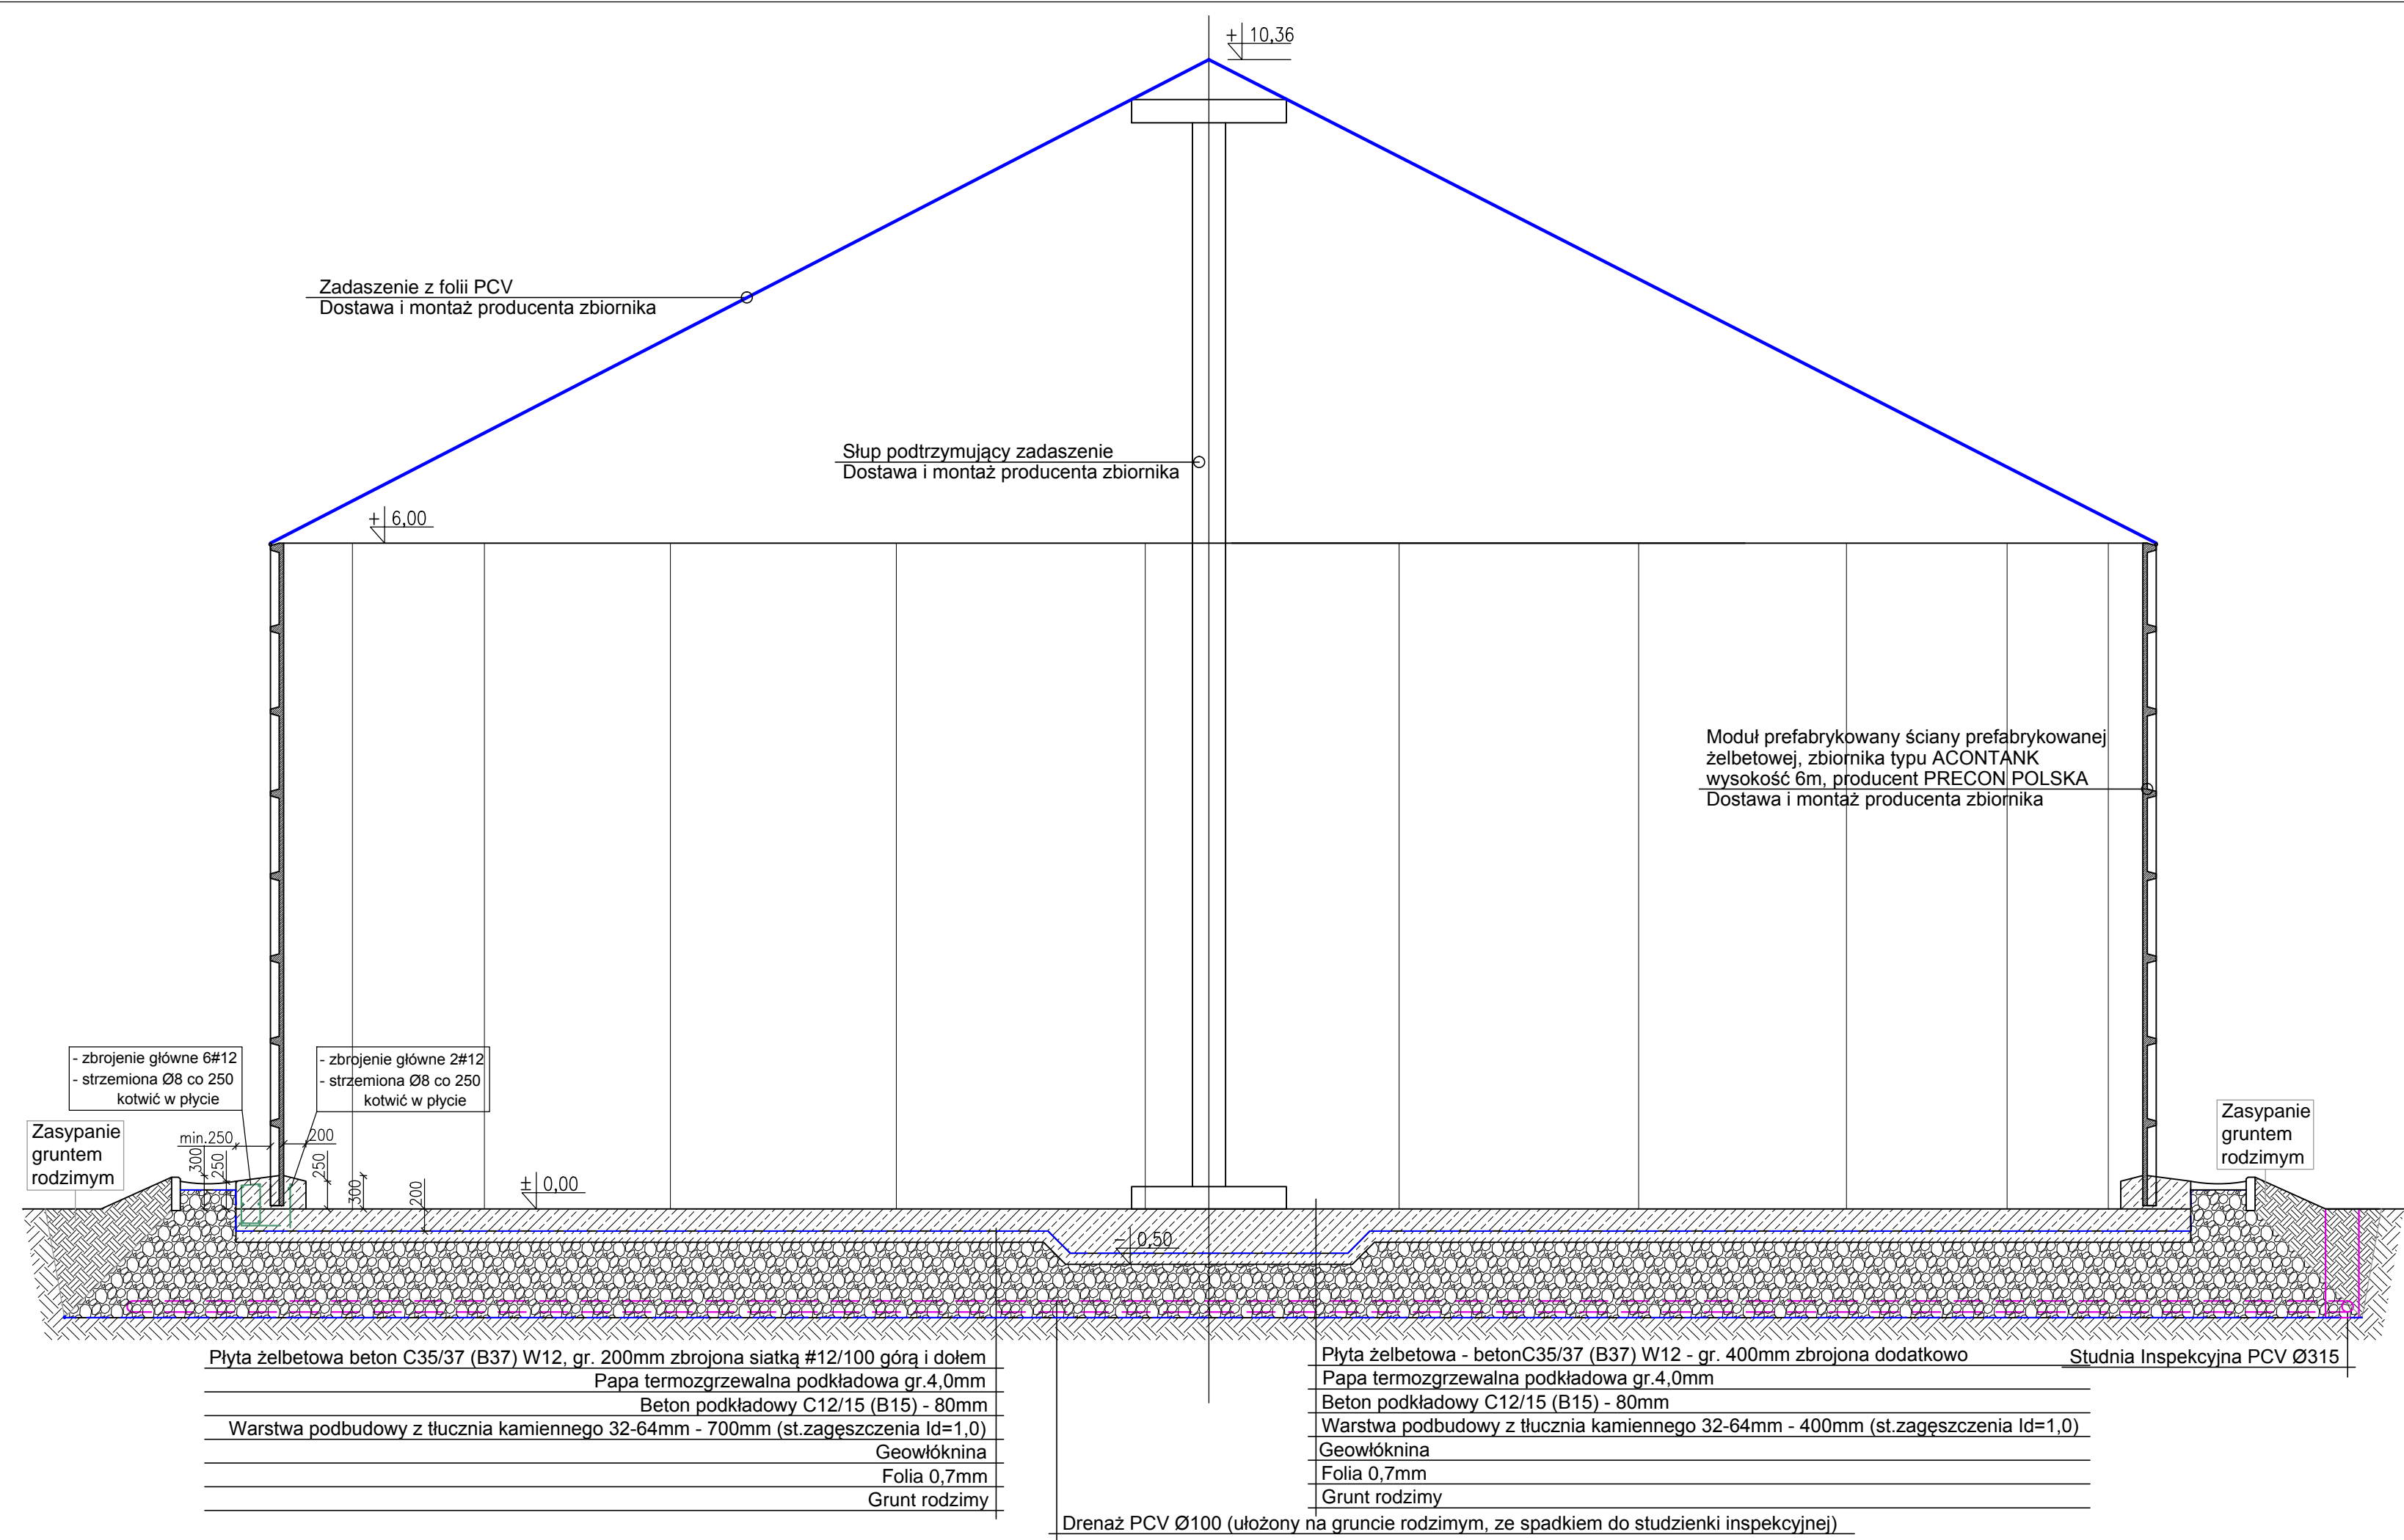 + 10,36
Zadaszenie z folii PCV
Dostawa i montaż producenta zbiornika
Słup podtrzymujący zadaszenie
Dostawa i montaż producenta zbiornika
+ 6,00
Moduł prefabrykowany ściany prefabrykowanej
żelbetowej, zbiornika typu ACONTANK
wysokość 6m, producent PRECON POLSKA
Dostawa i montaż producenta zbiornika
- zbrojenie główne 6#12
- strzemiona Ø8 co 250
kotwić w płycie
- zbrojenie główne 2#12
- strzemiona Ø8 co 250
kotwić w płycie
Zasypanie
gruntem
rodzimym
min.250
200
300
250
250
300
200
± 0,00
- 0,50
Zasypanie
gruntem
rodzimym
Płyta żelbetowa beton C35/37 (B37) W12, gr. 200mm zbrojona siatką #12/100 górą i dołem
Papa termozgrzewalna podkładowa gr.4,0mm
Beton podkładowy C12/15 (B15) - 80mm
Warstwa podbudowy z tłucznia kamiennego 32-64mm - 700mm (st.zagęszczenia Id=1,0)
Geowłóknina
Folia 0,7mm
Grunt rodzimy
Płyta żelbetowa - betonC35/37 (B37) W12 - gr. 400mm zbrojona dodatkowo
Papa termozgrzewalna podkładowa gr.4,0mm
Beton podkładowy C12/15 (B15) - 80mm
Warstwa podbudowy z tłucznia kamiennego 32-64mm - 400mm (st.zagęszczenia Id=1,0)
Geowłóknina
Folia 0,7mm
Grunt rodzimy
Studnia Inspekcyjna PCV Ø315
Drenaż PCV Ø100 (ułożony na gruncie rodzimym, ze spadkiem do studzienki inspekcyjnej)